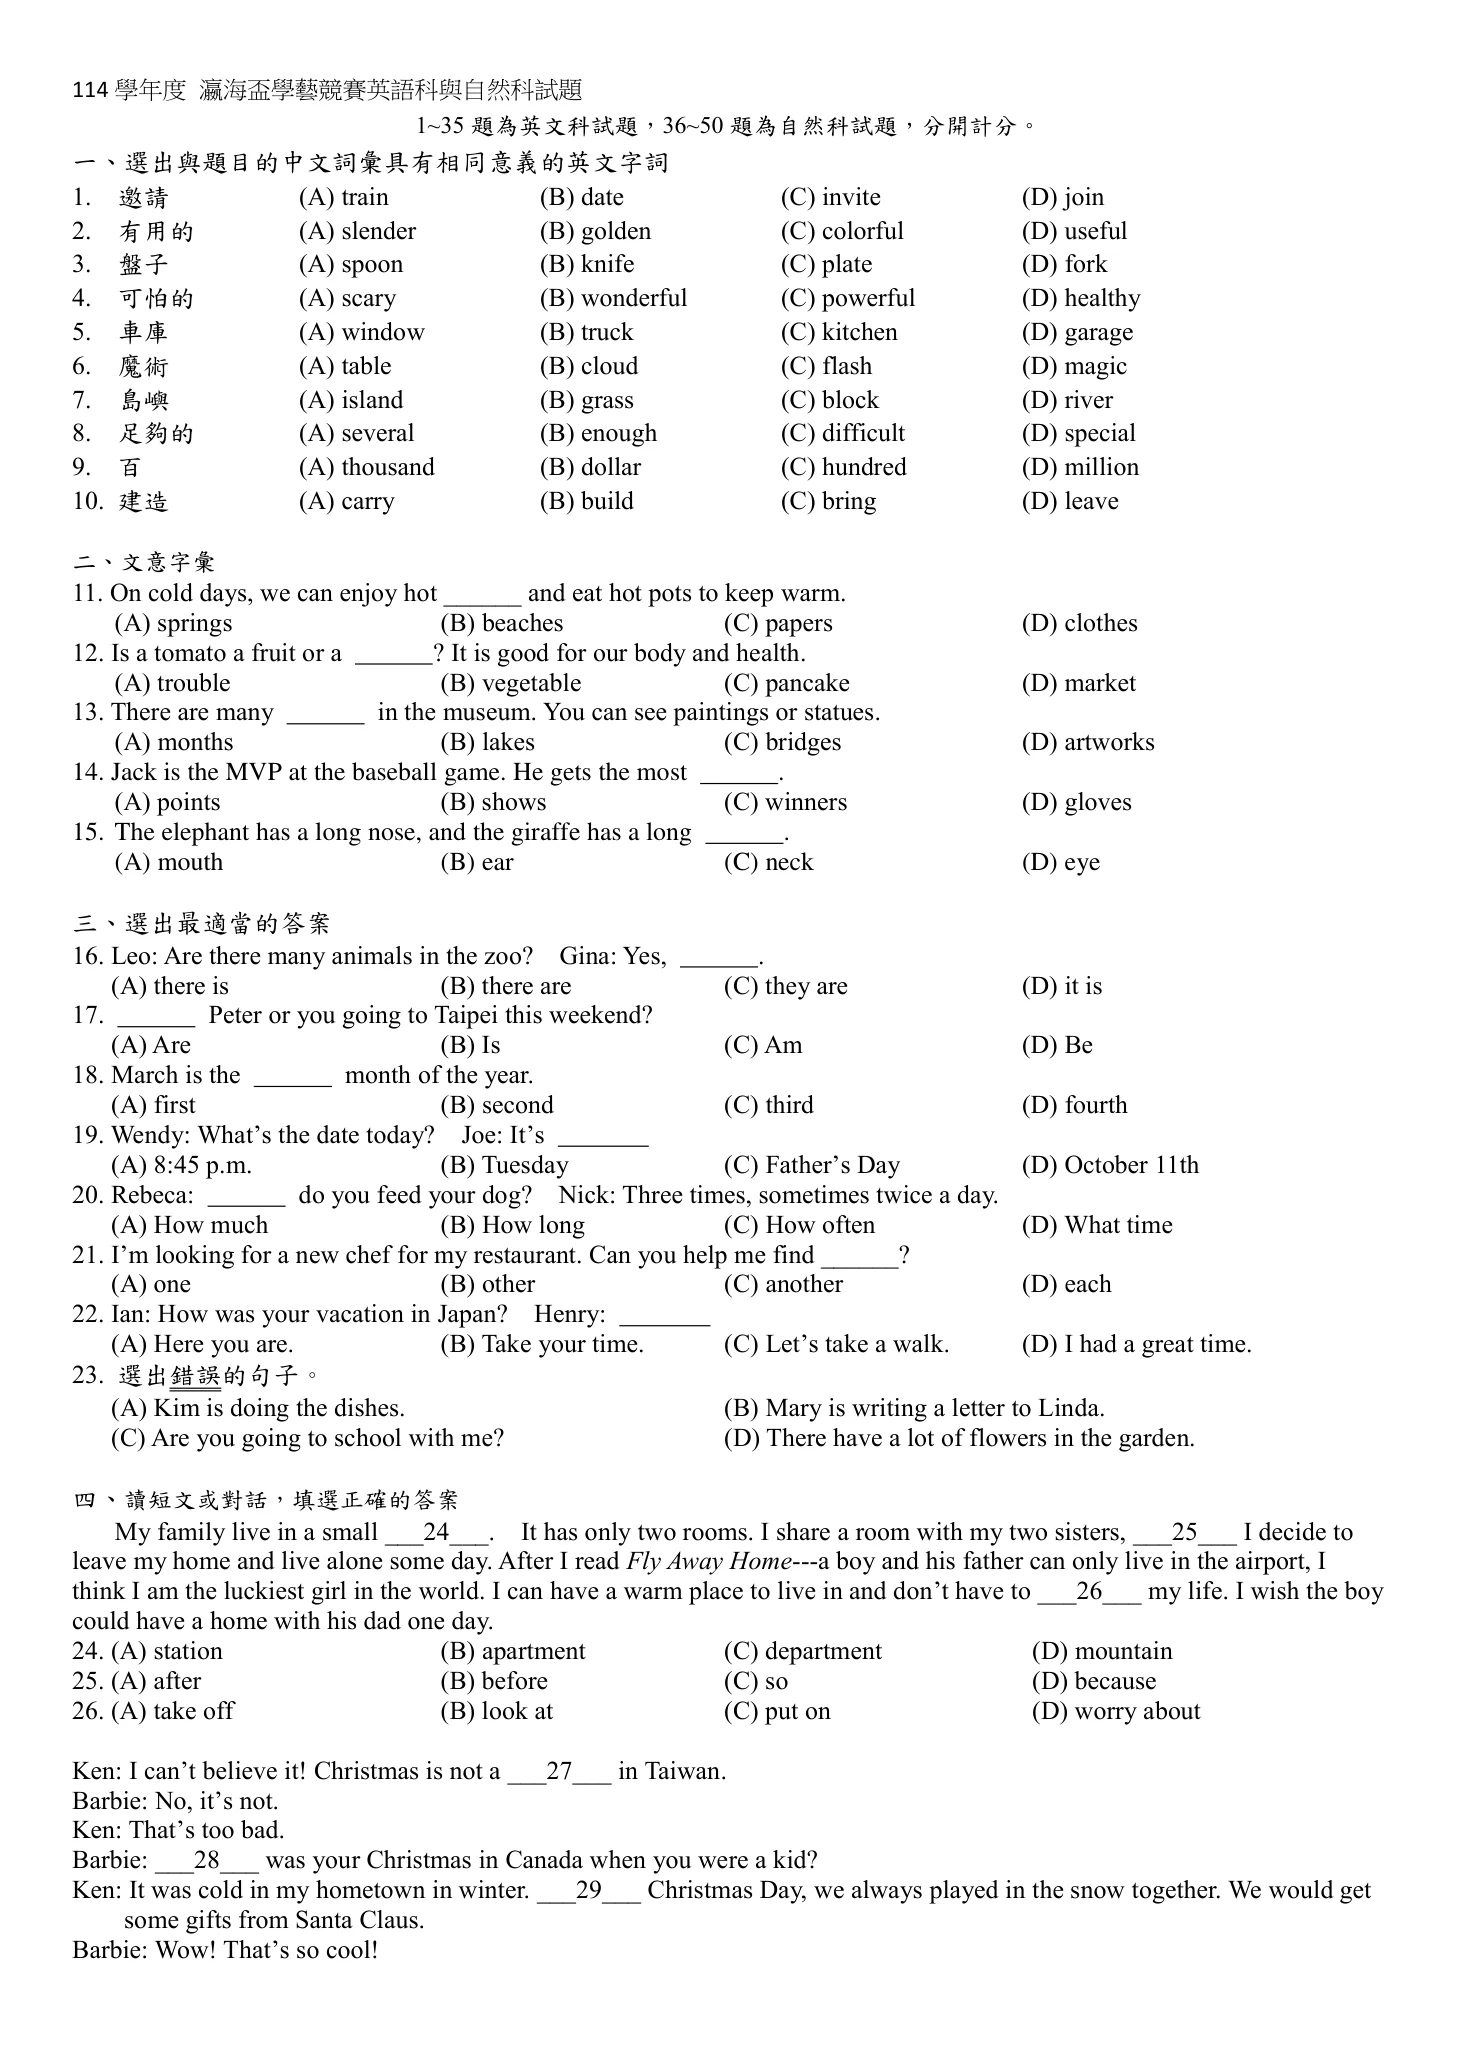 114 學年度 瀛海盃學藝競賽英語科與自然科試題
1~35 題為英文科試題，36~50 題為自然科試題，分開計分。
一、選出與題目的中文詞彙具有相同意義的英文字詞
1. 邀請 (A) train (B) date (C) invite (D) join
2. 有用的 (A) slender (B) golden (C) colorful (D) useful
3. 盤子 (A) spoon (B) knife (C) plate (D) fork
4. 可怕的 (A) scary (B) wonderful (C) powerful (D) healthy
5. 車庫 (A) window (B) truck (C) kitchen (D) garage
6. 魔術 (A) table (B) cloud (C) flash (D) magic
7. 島嶼 (A) island (B) grass (C) block (D) river
8. 足夠的 (A) several (B) enough (C) difficult (D) special
9. 百 (A) thousand (B) dollar (C) hundred (D) million
10. 建造 (A) carry (B) build (C) bring (D) leave
二、文意字彙
11. On cold days, we can enjoy hot ______ and eat hot pots to keep warm.
(A) springs (B) beaches (C) papers (D) clothes
12. Is a tomato a fruit or a ______? It is good for our body and health.
(A) trouble (B) vegetable (C) pancake (D) market
13. There are many ______ in the museum. You can see paintings or statues.
(A) months (B) lakes (C) bridges (D) artworks
14. Jack is the MVP at the baseball game. He gets the most ______.
(A) points (B) shows (C) winners (D) gloves
15. The elephant has a long nose, and the giraffe has a long ______.
(A) mouth (B) ear (C) neck (D) eye
三、選出最適當的答案
16. Leo: Are there many animals in the zoo? Gina: Yes, ______.
(A) there is (B) there are (C) they are (D) it is
17. ______ Peter or you going to Taipei this weekend?
(A) Are (B) Is (C) Am (D) Be
18. March is the ______ month of the year.
(A) first (B) second (C) third (D) fourth
19. Wendy: What’s the date today? Joe: It’s _______
(A) 8:45 p.m. (B) Tuesday (C) Father’s Day (D) October 11th
20. Rebeca: ______ do you feed your dog? Nick: Three times, sometimes twice a day.
(A) How much (B) How long (C) How often (D) What time
21. I’m looking for a new chef for my restaurant. Can you help me find ______?
(A) one (B) other (C) another (D) each
22. Ian: How was your vacation in Japan? Henry: _______
(A) Here you are. (B) Take your time. (C) Let’s take a walk. (D) I had a great time.
23. 選出錯誤的句子。
(A) Kim is doing the dishes. (B) Mary is writing a letter to Linda.
(C) Are you going to school with me? (D) There have a lot of flowers in the garden.
四、讀短文或對話，填選正確的答案
My family live in a small ___24___. It has only two rooms. I share a room with my two sisters, ___25___ I decide to
leave my home and live alone some day. After I read Fly Away Home---a boy and his father can only live in the airport, I
think I am the luckiest girl in the world. I can have a warm place to live in and don’t have to ___26___ my life. I wish the boy
could have a home with his dad one day.
24. (A) station (B) apartment (C) department (D) mountain
25. (A) after (B) before (C) so (D) because
26. (A) take off (B) look at (C) put on (D) worry about
Ken: I can’t believe it! Christmas is not a ___27___ in Taiwan.
Barbie: No, it’s not.
Ken: That’s too bad.
Barbie: ___28___ was your Christmas in Canada when you were a kid?
Ken: It was cold in my hometown in winter. ___29___ Christmas Day, we always played in the snow together. We would get
some gifts from Santa Claus.
Barbie: Wow! That’s so cool!